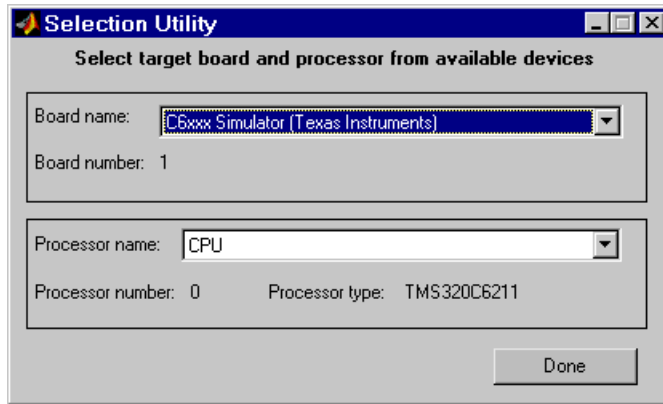 Selection Utility
Select target board and processor from available devices
Board name: C6xxx Simulator (Texas Instruments)
Board number: 1
Processor name: CPU
Processor number: 0 Processor type: TMS320C6211
Done